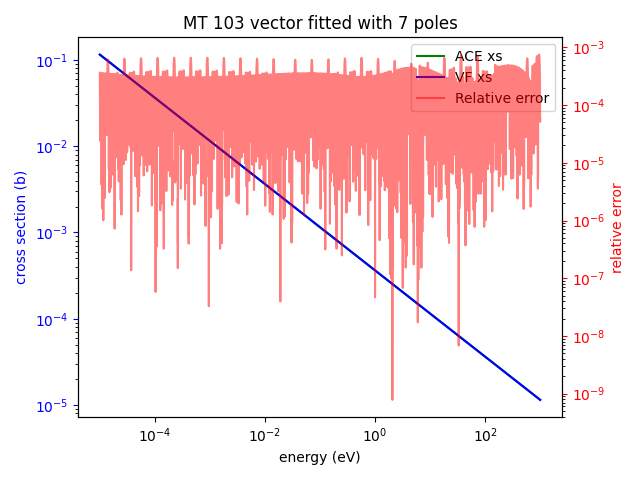 MT 103 vector fitted with 7 poles
ACE xs
VF xs
Relative error
cross section (b)
10^-1
10^-2
10^-3
10^-4
10^-5
relative error
10^-3
10^-4
10^-5
10^-6
10^-7
10^-8
10^-9
10^-4
10^-2
10^0
10^2
energy (eV)